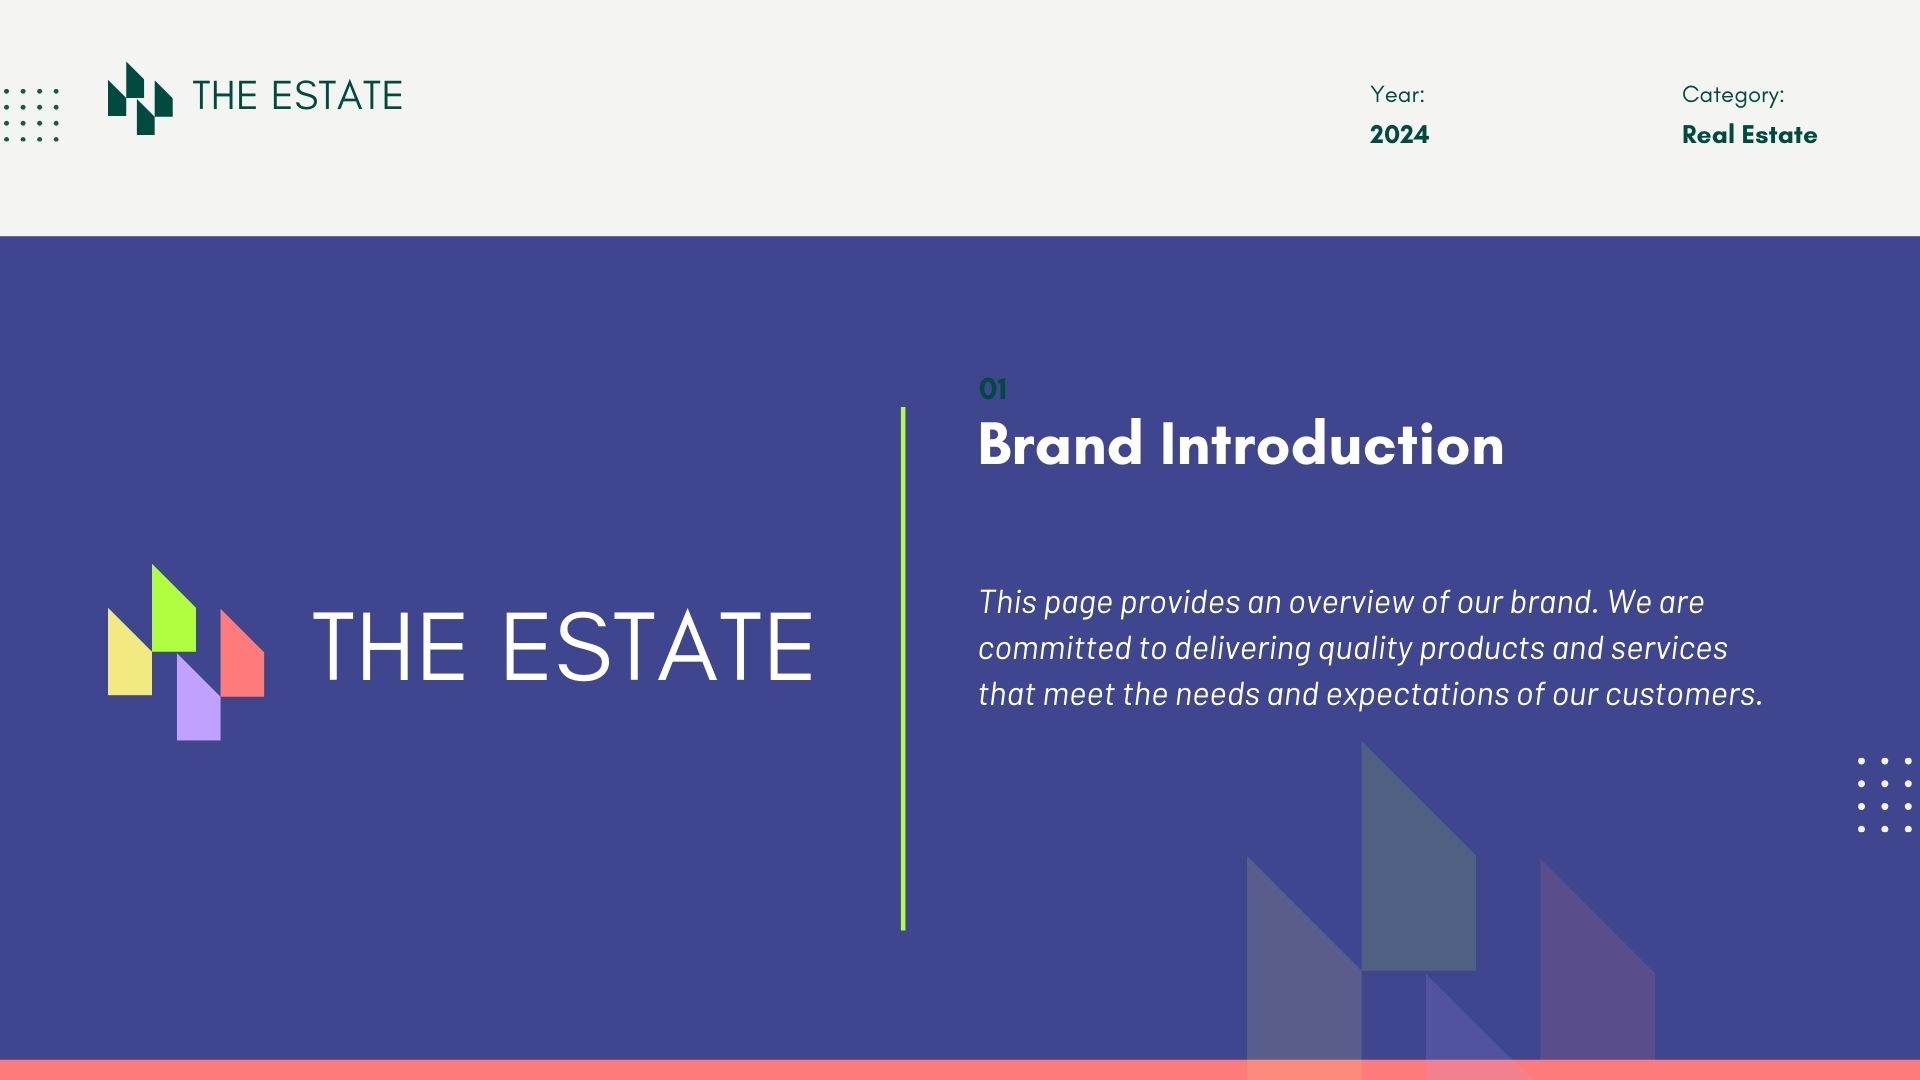 THE ESTATE
Year:
2024
Category:
Real Estate
THE ESTATE
01
Brand Introduction
This page provides an overview of our brand. We are
committed to delivering quality products and services
that meet the needs and expectations of our customers.